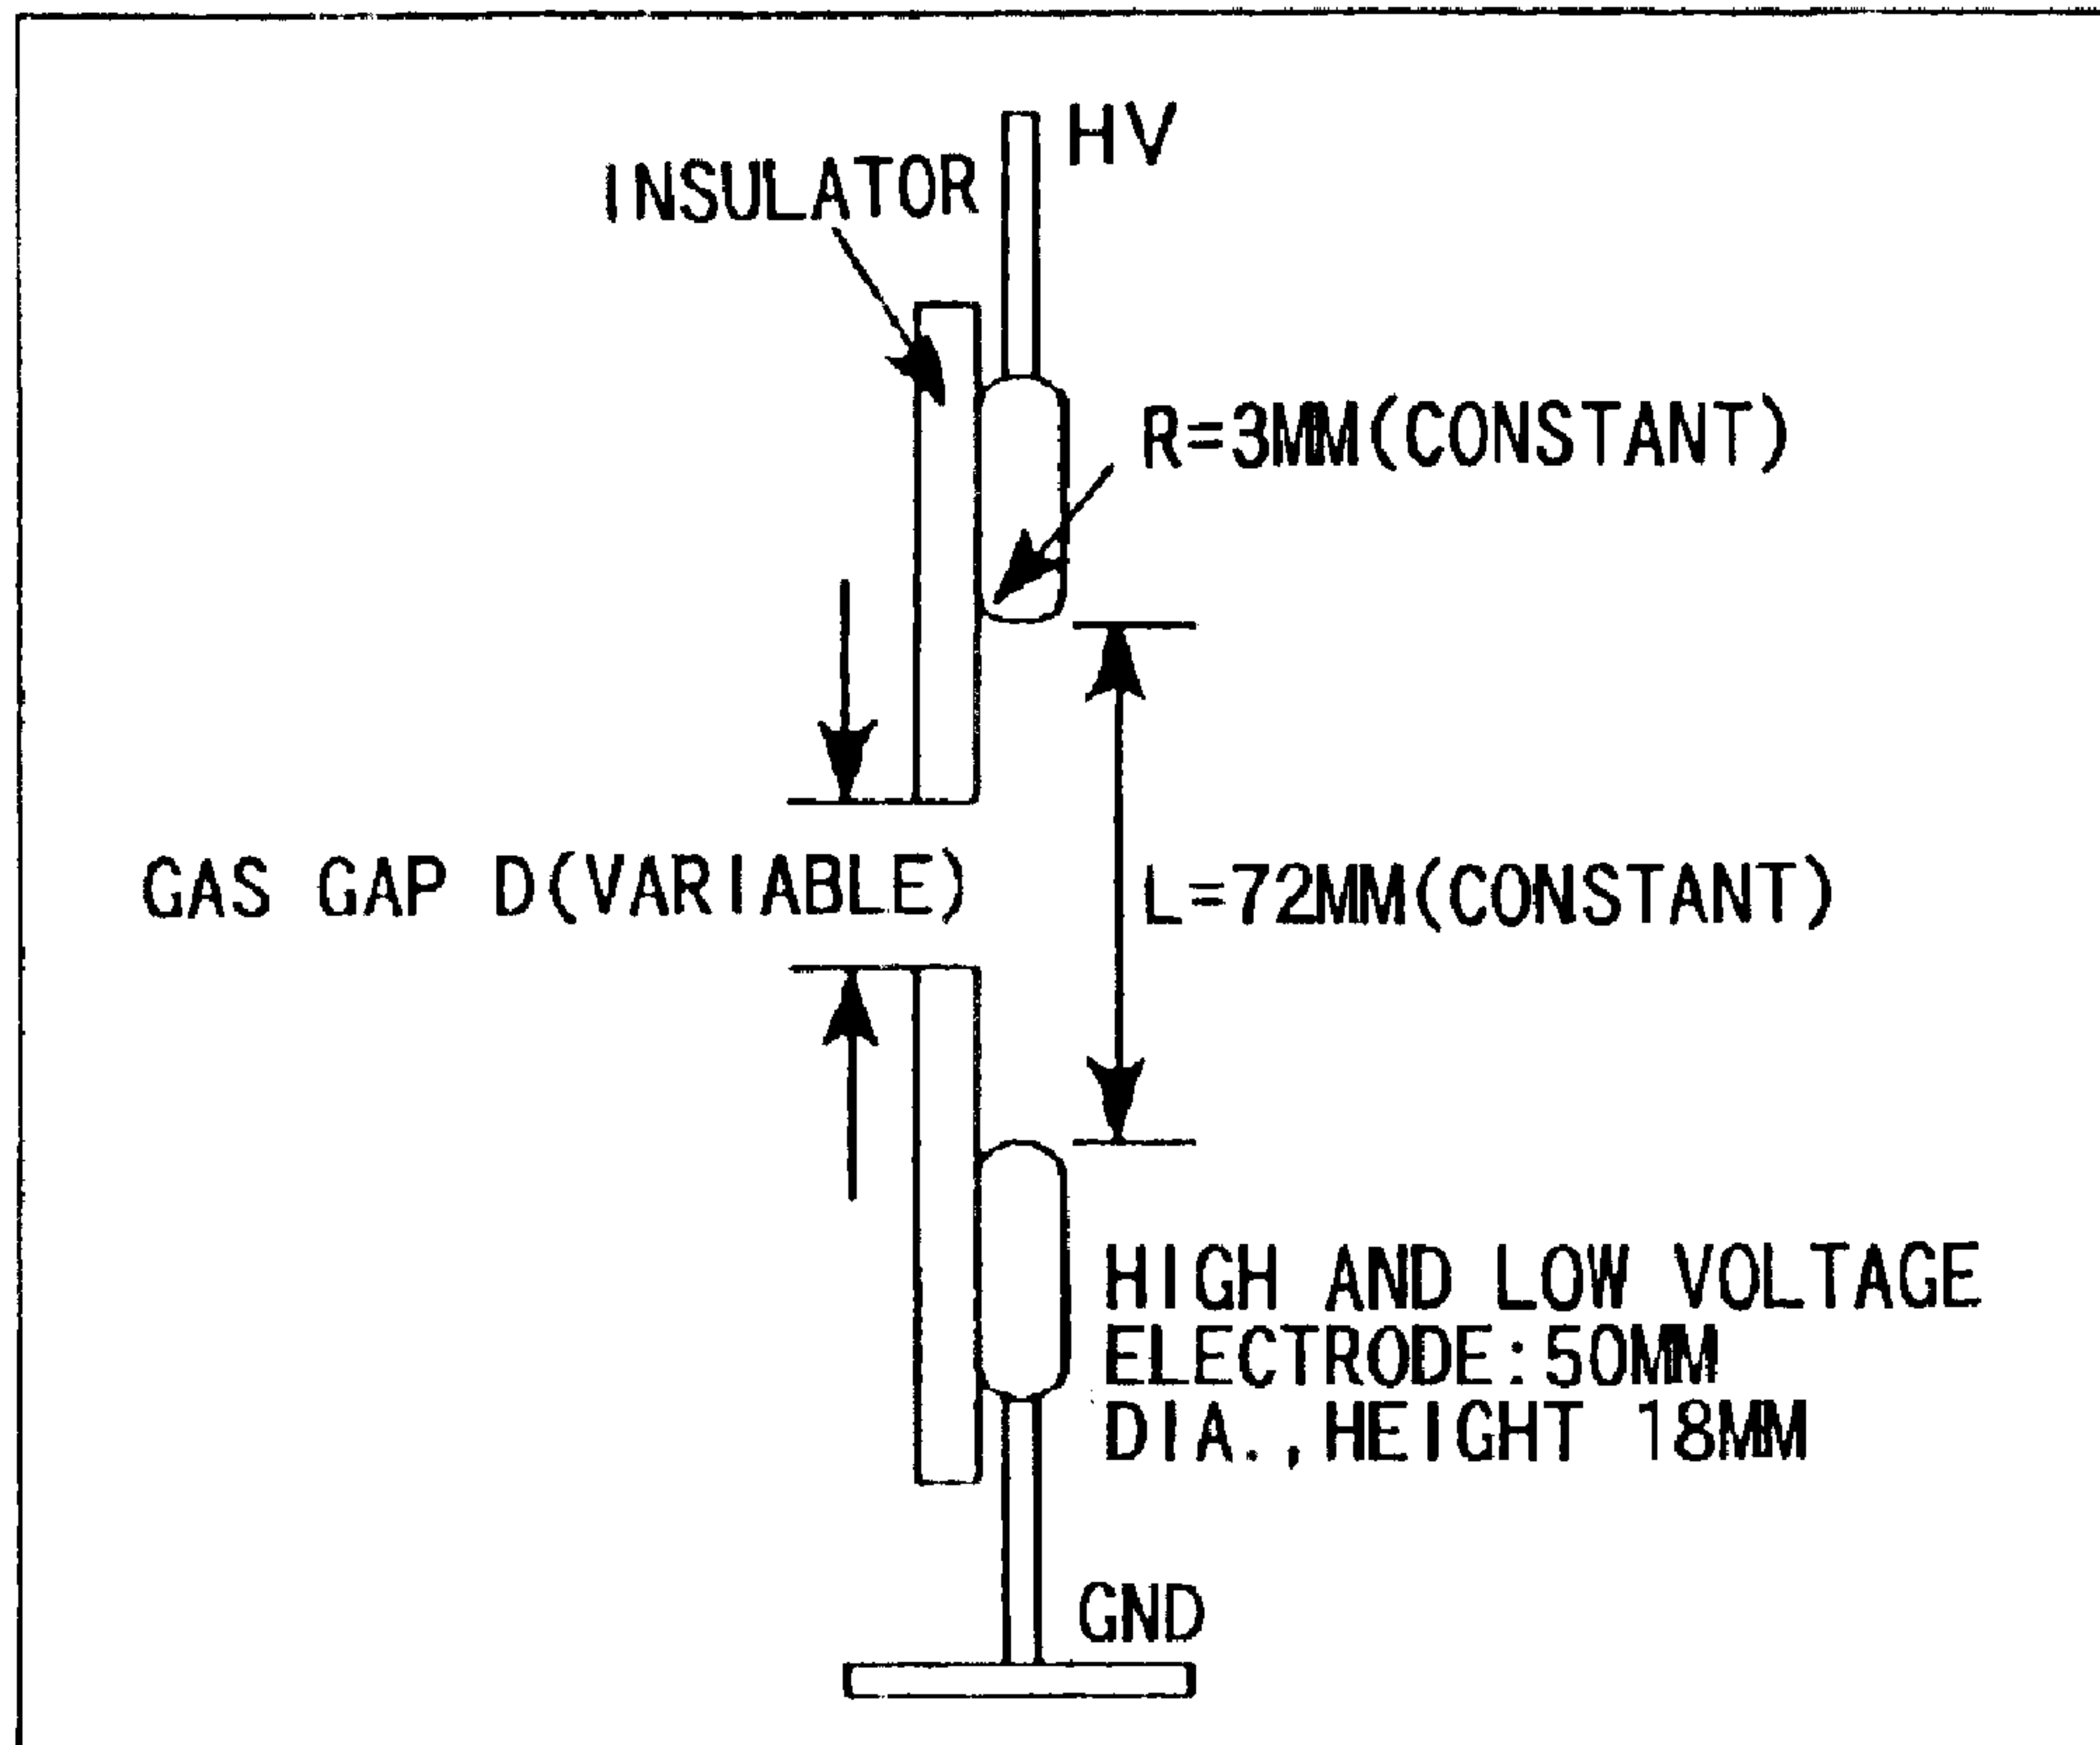 HV
INSULATOR
R=3MM(CONSTANT)
GAS GAP D(VARIABLE)
L=72MM(CONSTANT)
HIGH AND LOW VOLTAGE
ELECTRODE:50MM
DIA.,HEIGHT 18MM
GND